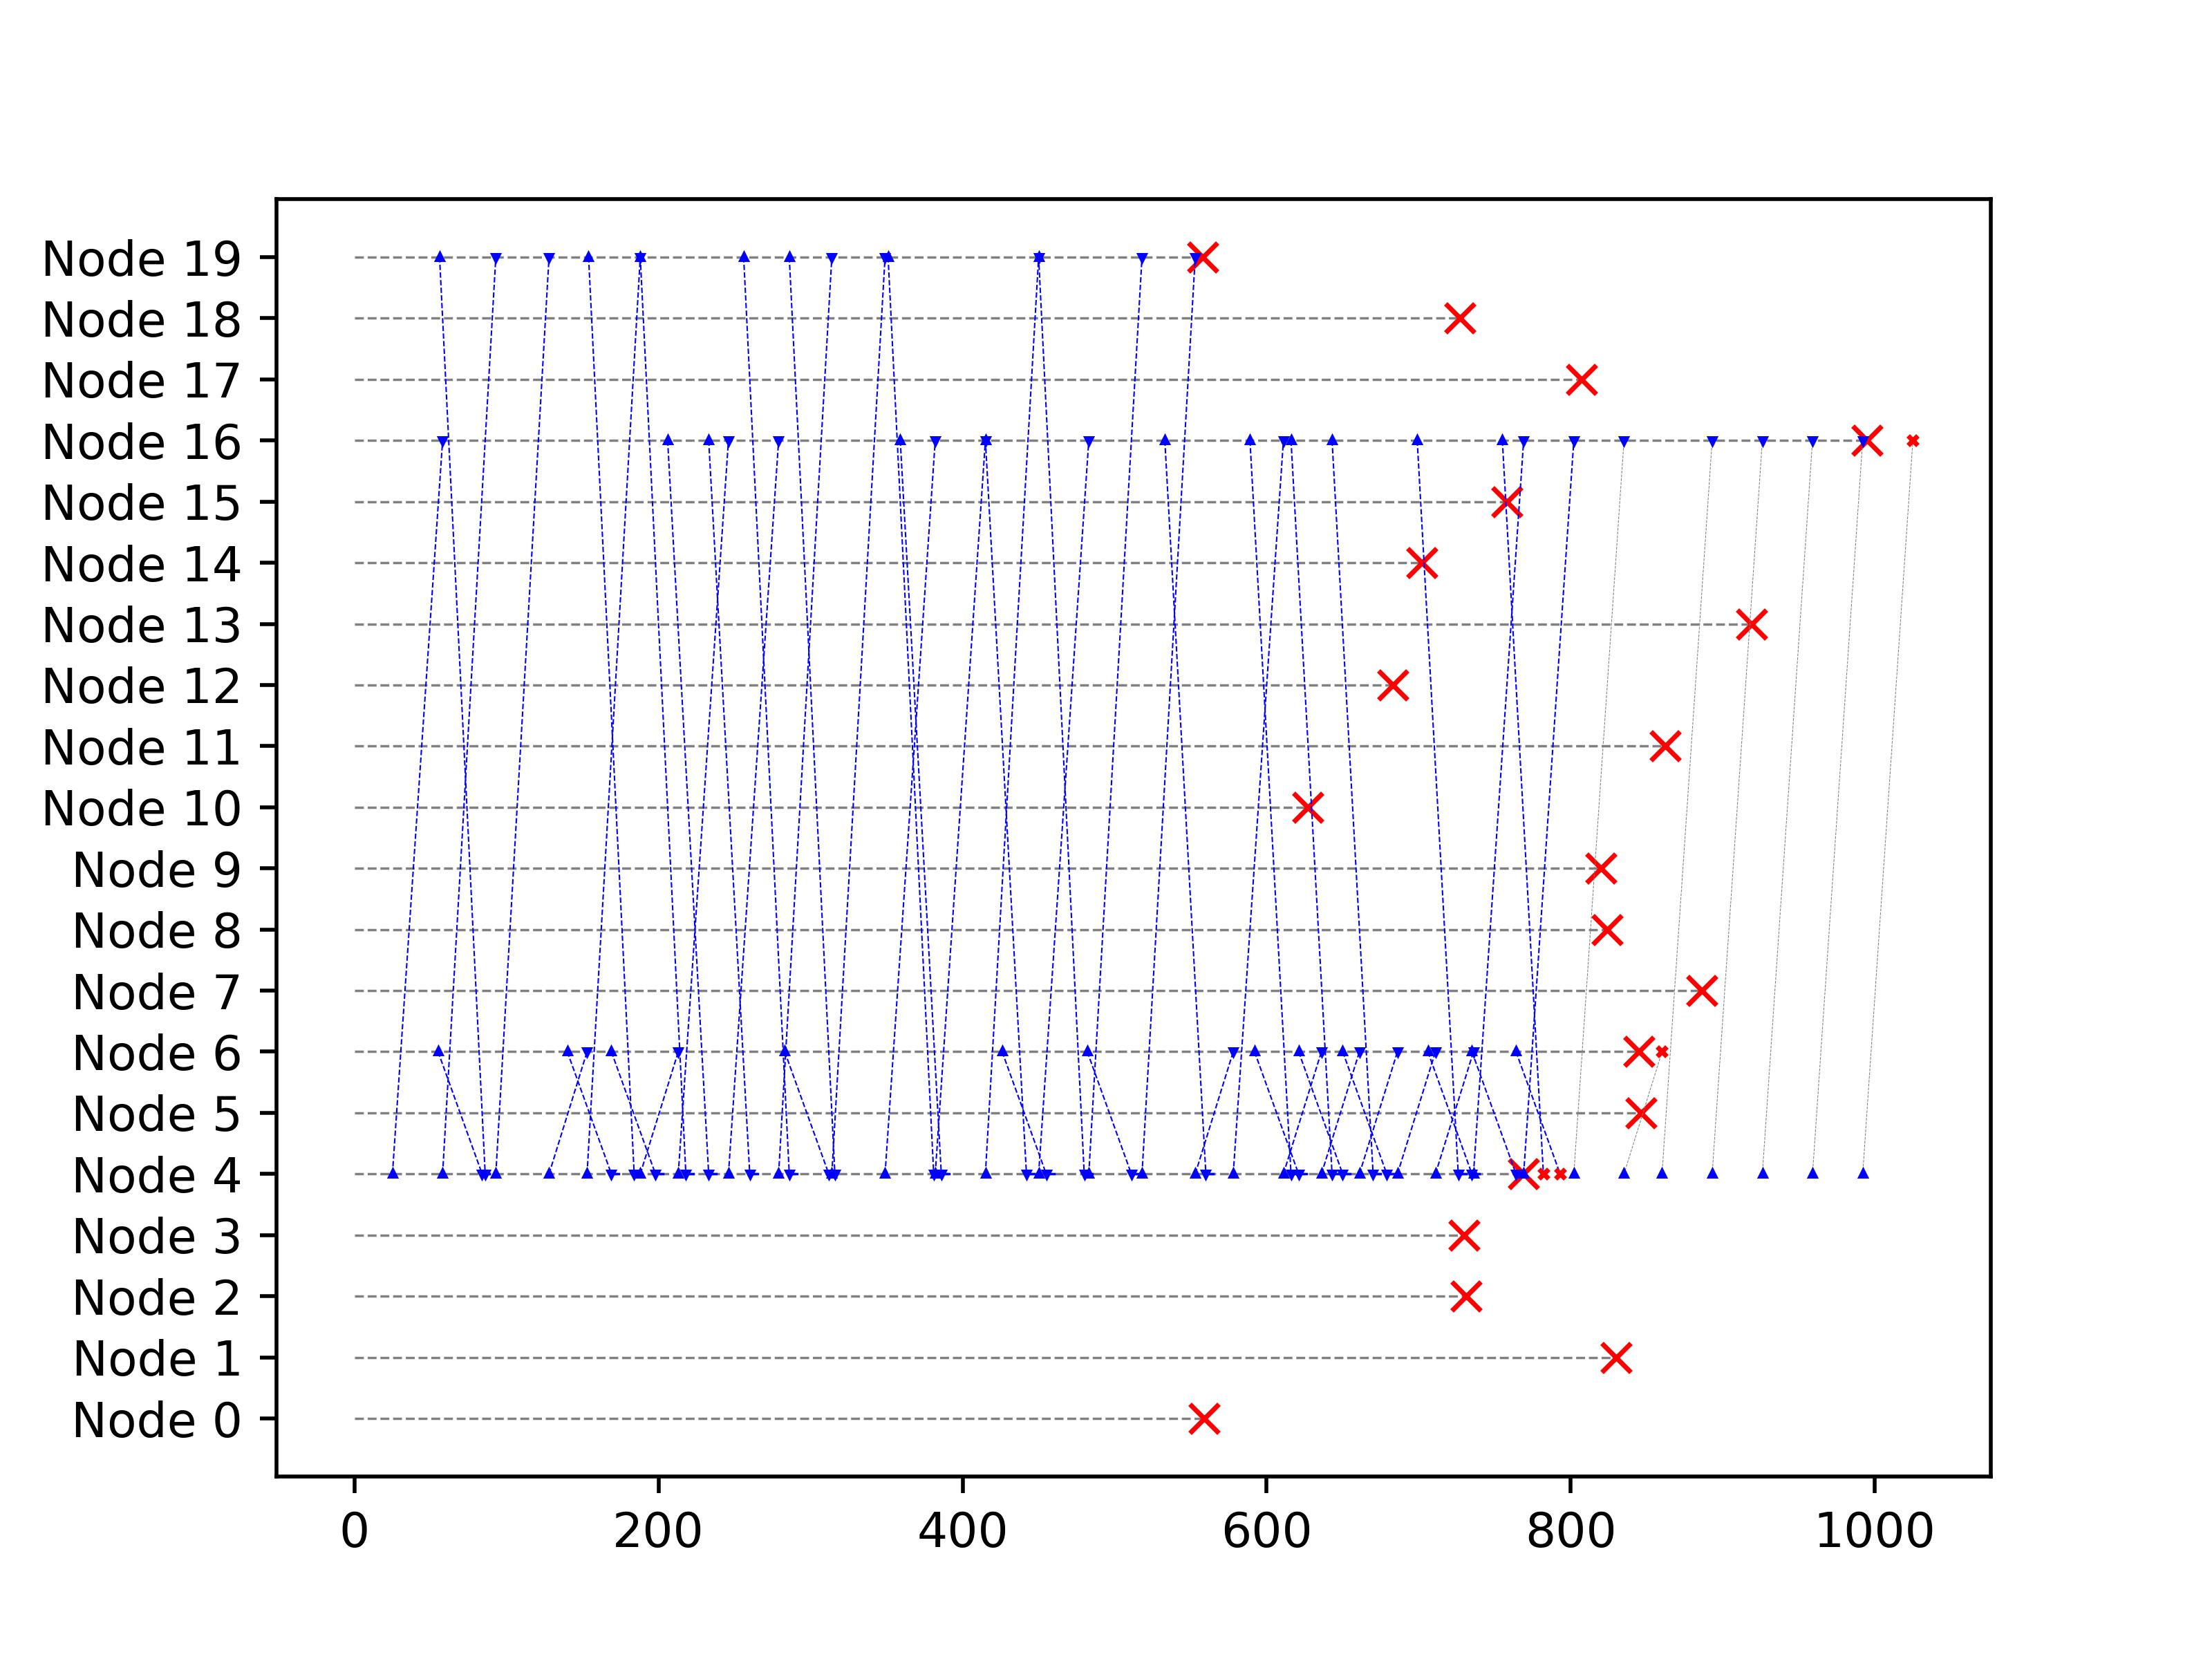 Node 19
Node 18
Node 17
Node 16
Node 15
Node 14
Node 13
Node 12
Node 11
Node 10
Node 9
Node 8
Node 7
Node 6
Node 5
Node 4
Node 3
Node 2
Node 1
Node 0
0 200 400 600 800 1000